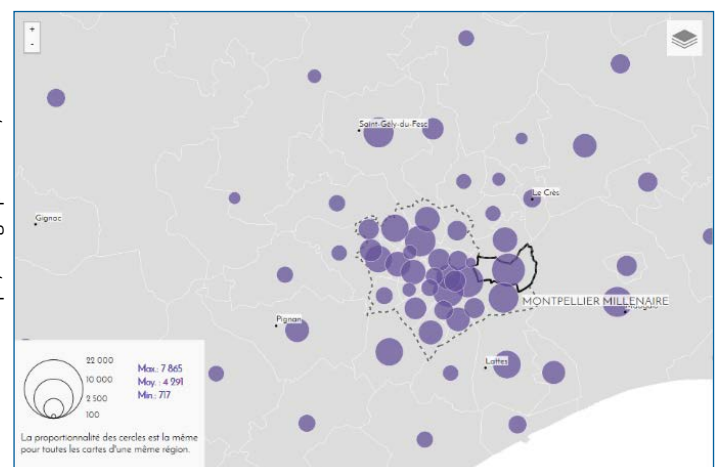 +
-
Saint-Gély-du-Fesc
Le Crès
Gignac
MONTPELLIER MILLENAIRE
Pignan
Lattes
22 000
10 000
2 500
100
Max.: 7 865
Moy. : 4 291
Min.: 717
La proportionnalité des cercles est la même
pour toutes les cartes d'une même région.